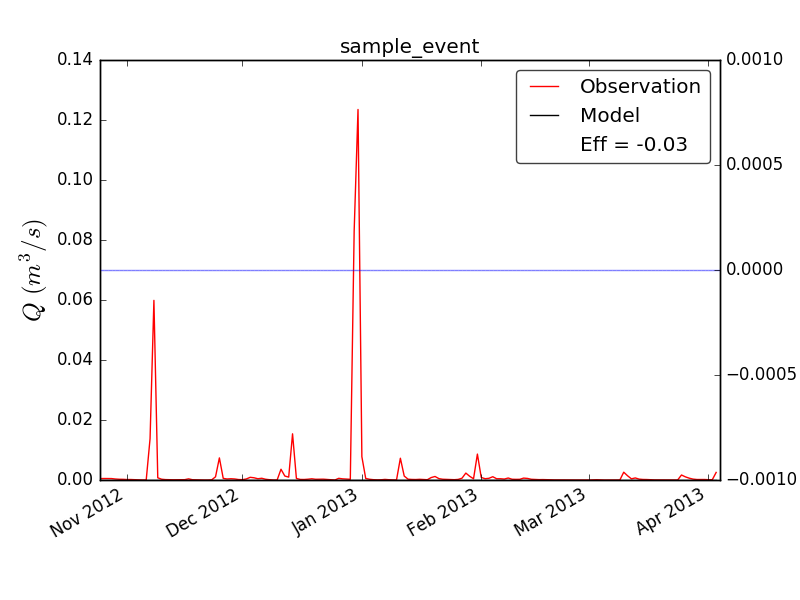 sample_event
0.14
0.12
0.10
0.08
0.06
0.04
0.02
0.00
Q (m³/s)
0.0010
0.0005
0.0000
−0.0005
−0.0010
Observation
Model
Eff = -0.03
Nov 2012
Dec 2012
Jan 2013
Feb 2013
Mar 2013
Apr 2013